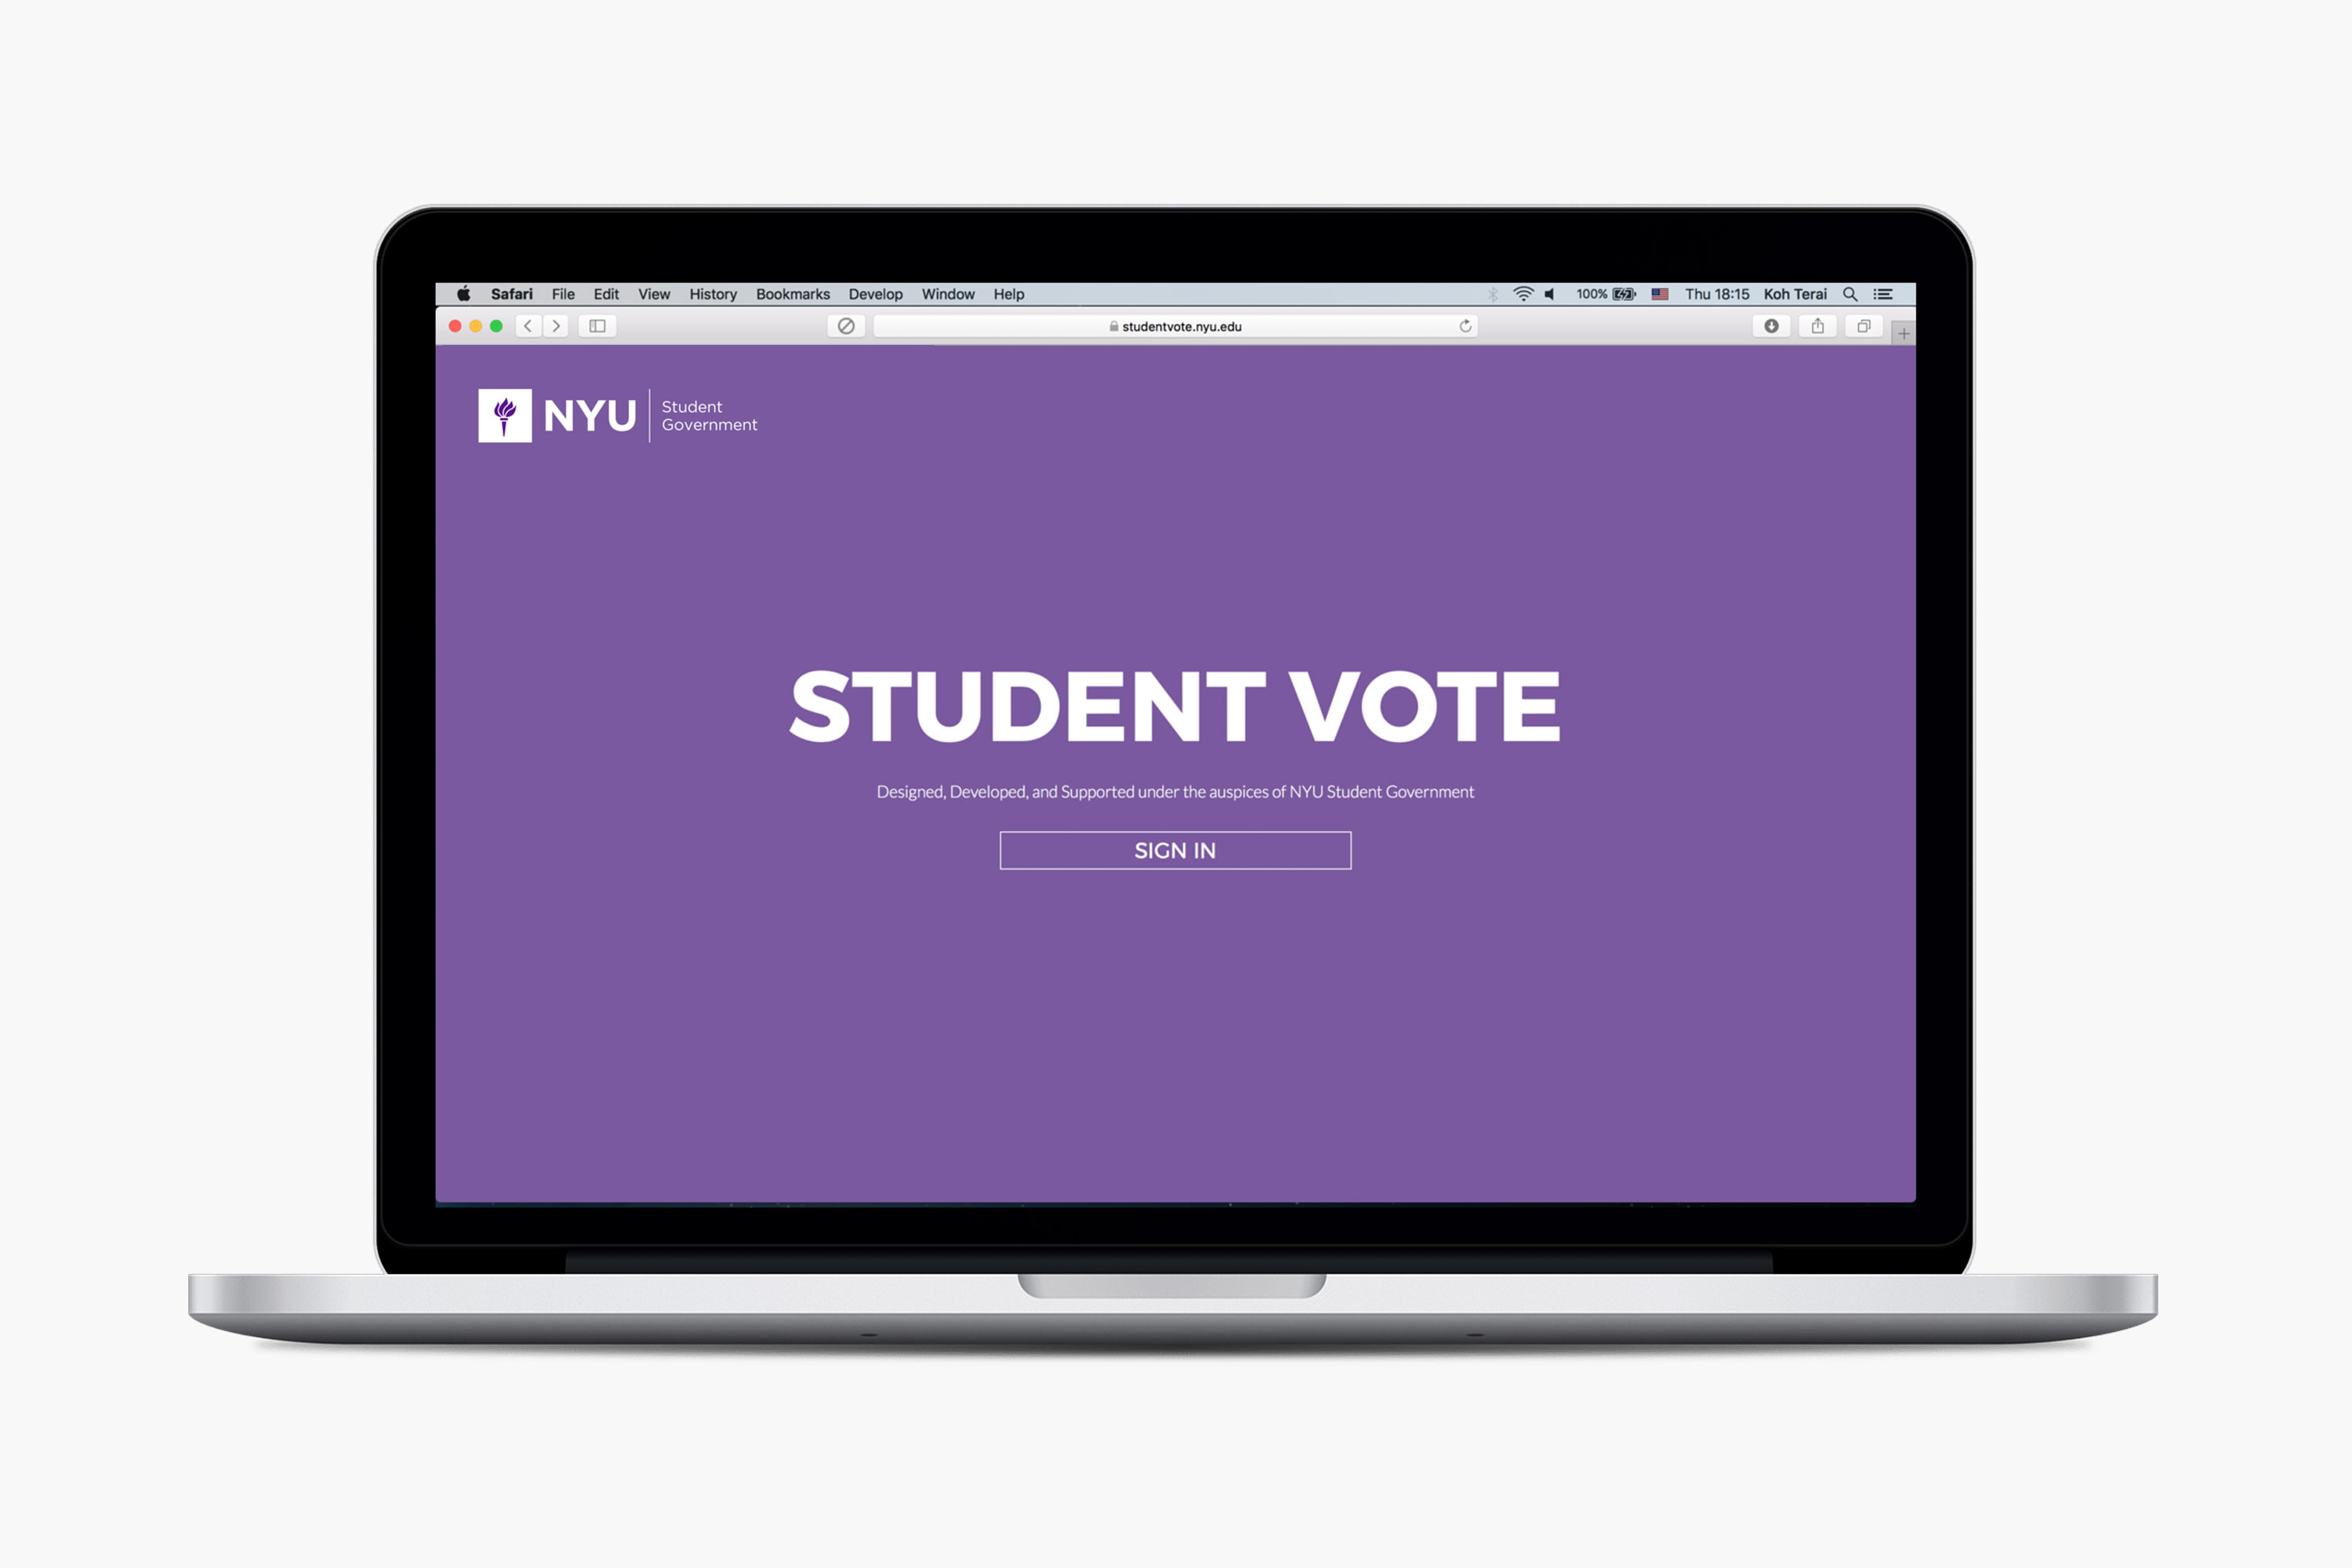 Safari File Edit View History Bookmarks Develop Window Help 100% Thu 18:15 Koh Terai
studentvote.nyu.edu
NYU Student
Government
STUDENT VOTE
Designed, Developed, and Supported under the auspices of NYU Student Government
SIGN IN